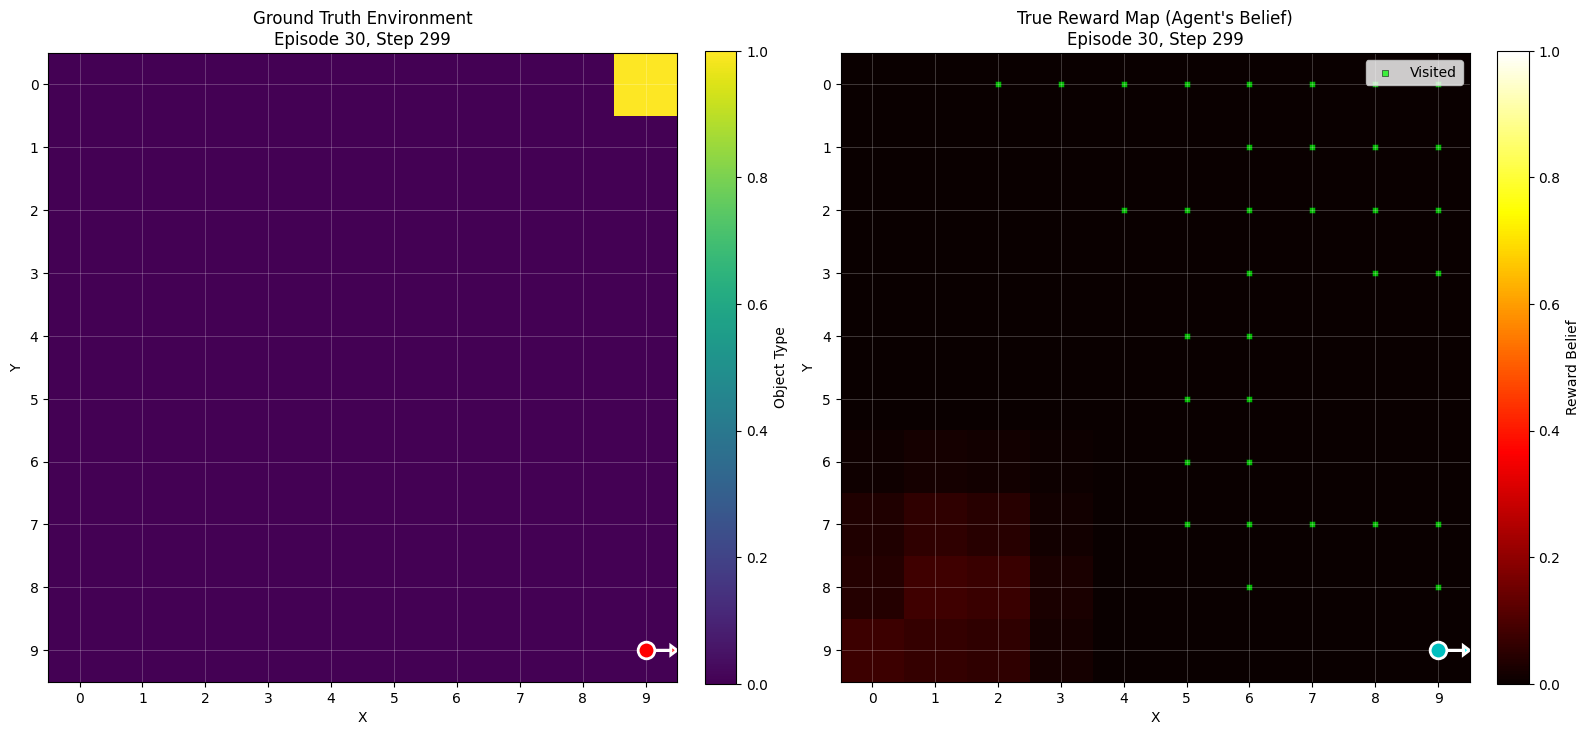 Ground Truth Environment
Episode 30, Step 299
0
1
2
3
4
5
6
7
8
9
Y
0 1 2 3 4 5 6 7 8 9
X
1.0
0.8
0.6
0.4
0.2
0.0
Object Type
True Reward Map (Agent's Belief)
Episode 30, Step 299
Visited
0
1
2
3
4
5
6
7
8
9
Y
0 1 2 3 4 5 6 7 8 9
X
1.0
0.8
0.6
0.4
0.2
0.0
Reward Belief